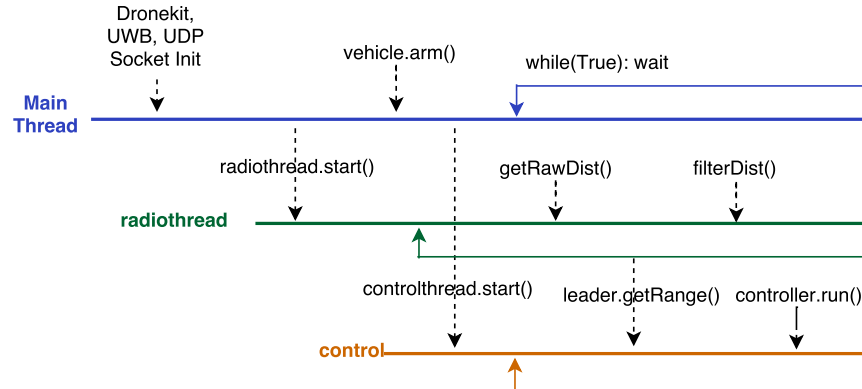 Dronekit,
UWB, UDP
Socket Init
vehicle.arm()
while(True): wait
Main
Thread
radiothread.start()
getRawDist()
filterDist()
radiothread
controlthread.start()
leader.getRange()
controller.run()
control